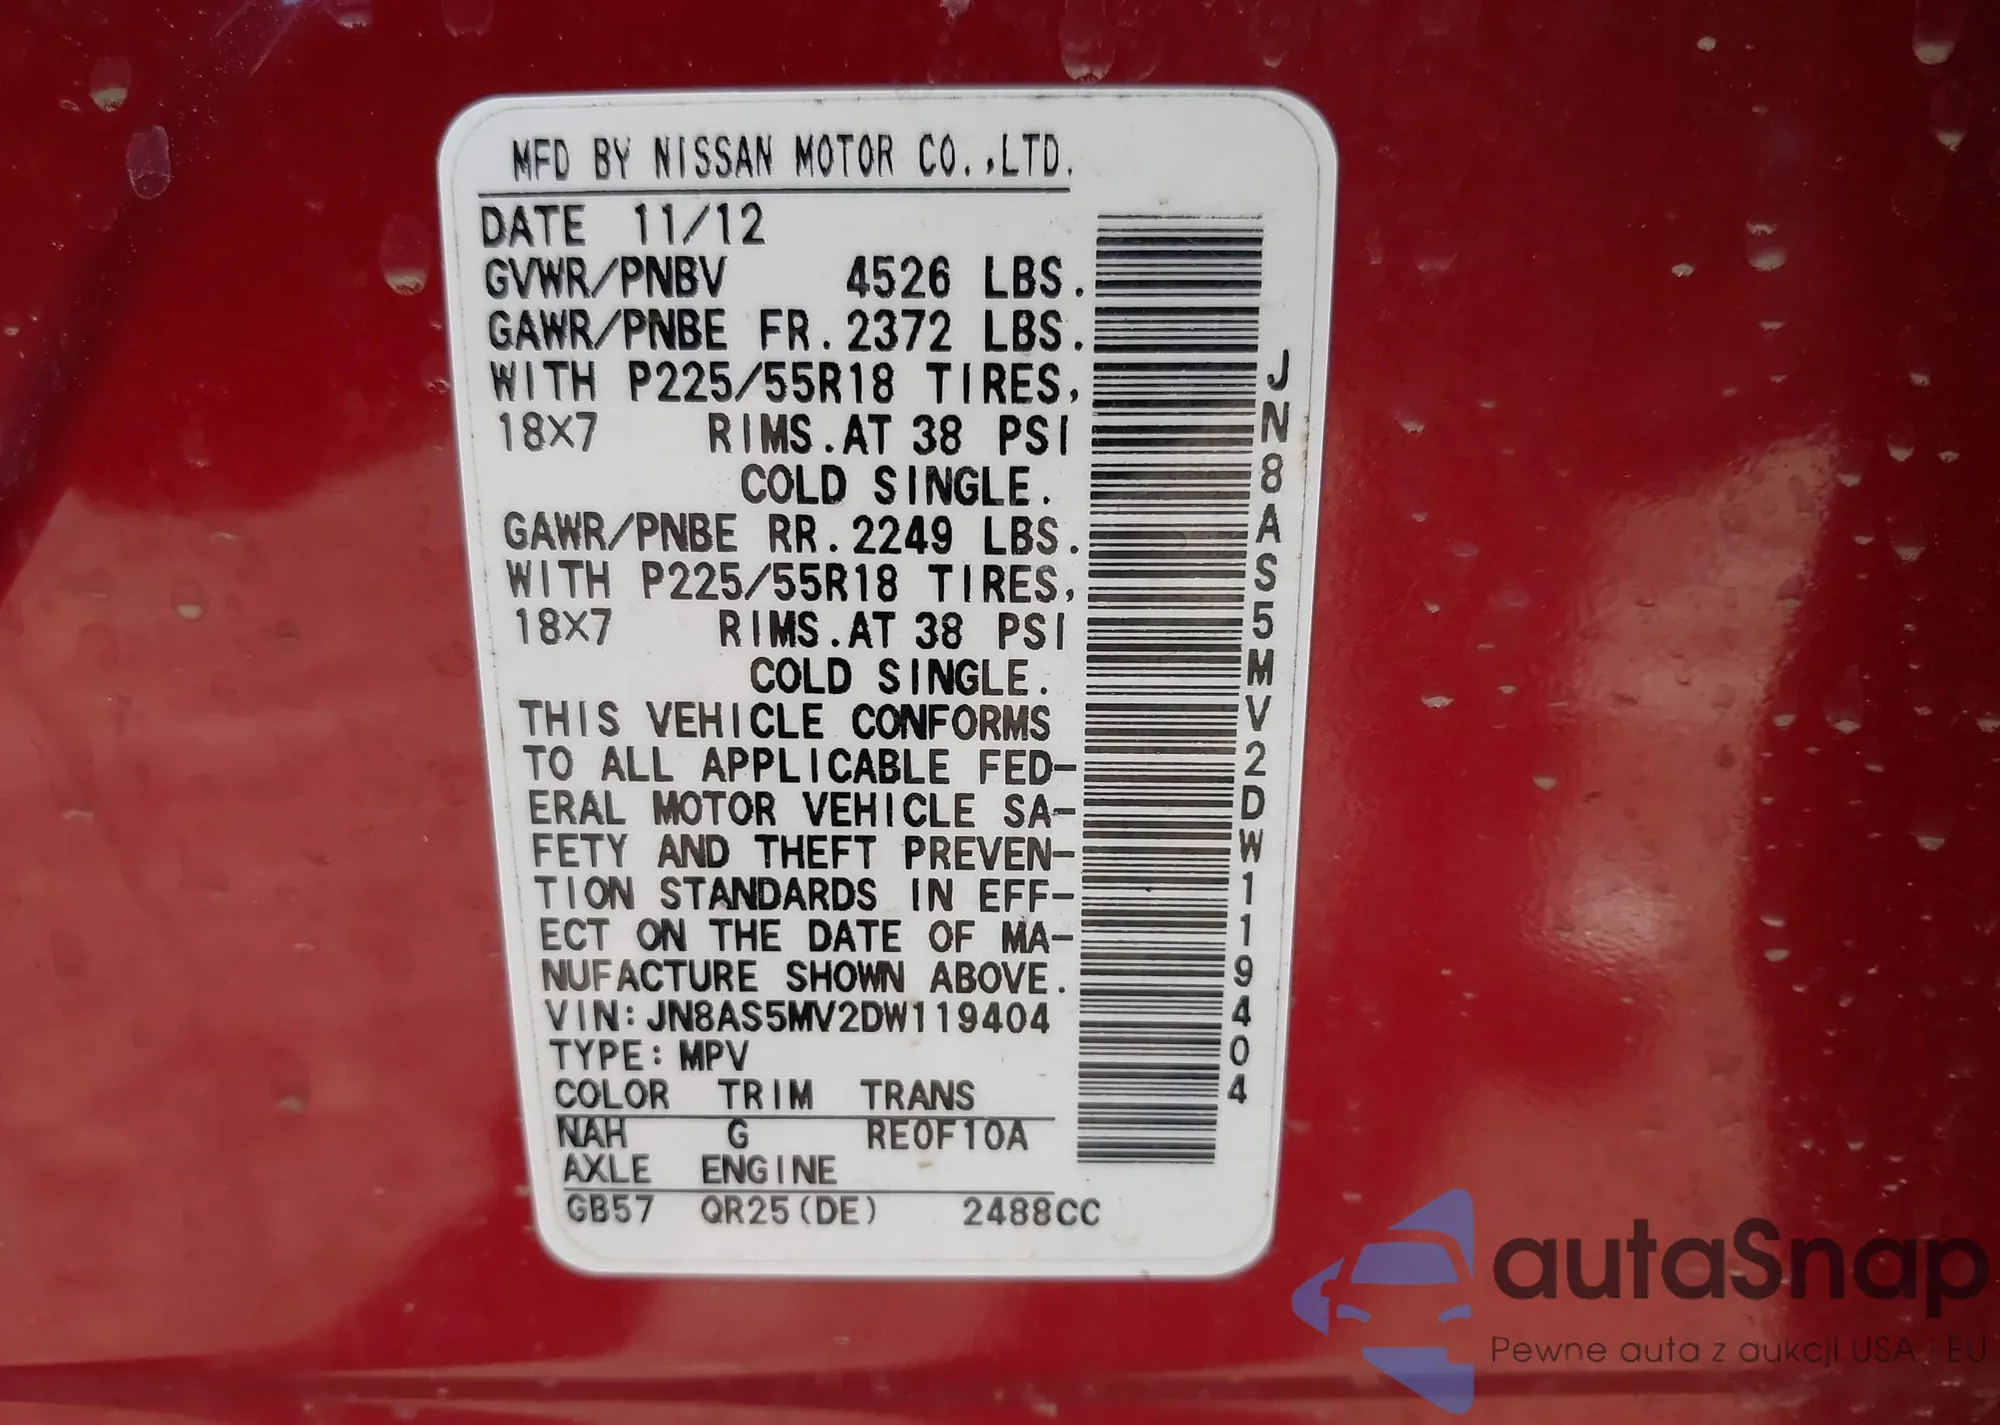 MFD BY NISSAN MOTOR CO.,LTD.
DATE 11/12
GVWR/PNBV 4526 LBS.
GAWR/PNBE FR.2372 LBS.
WITH P225/55R18 TIRES,
18X7 RIMS.AT 38 PSI
COLD SINGLE.
GAWR/PNBE RR.2249 LBS.
WITH P225/55R18 TIRES,
18X7 RIMS.AT 38 PSI
COLD SINGLE.
THIS VEHICLE CONFORMS
TO ALL APPLICABLE FED-
ERAL MOTOR VEHICLE SA-
FETY AND THEFT PREVEN-
TION STANDARDS IN EFF-
ECT ON THE DATE OF MA-
NUFACTURE SHOWN ABOVE.
VIN:JN8AS5MV2DW119404
TYPE:MPV
COLOR TRIM TRANS
NAH G RE0F10A
AXLE ENGINE
GB57 QR25(DE) 2488CC
JN8AS5MV2DW119404
autaSnap
Pewne auta z aukcji USA i EU